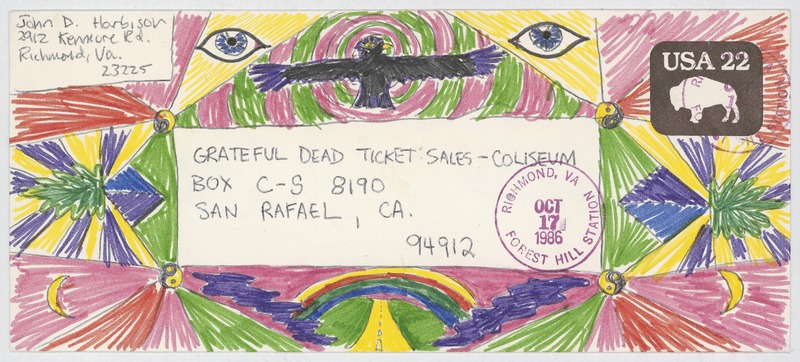 John D. Harbison
2912 Kenmore Rd.
Richmond, Va.
23225
USA 22
GRATEFUL DEAD TICKET SALES - COLISEUM
BOX C-S 8190
SAN RAFAEL, CA.
94912
RICHMOND, VA
OCT
17
1986
FOREST HILL STATION